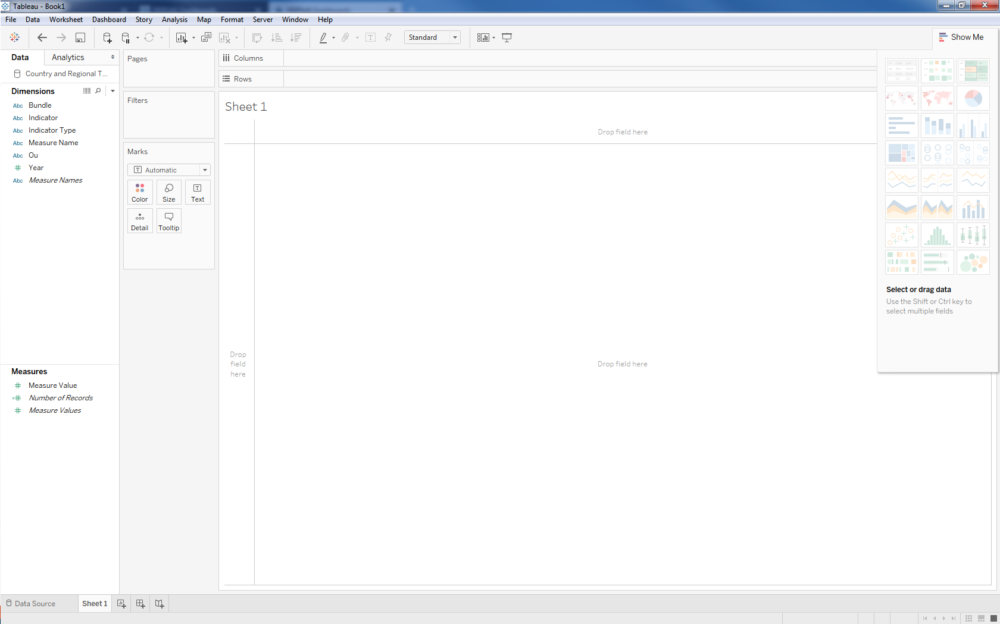 Tableau - Book1
File Data Worksheet Dashboard Story Analysis Map Format Server Window Help
Standard
Show Me
Data Analytics
Country and Regional T...
Dimensions
Abc Bundle
Abc Indicator
Abc Indicator Type
Abc Measure Name
Abc Ou
# Year
Abc Measure Names
Measures
# Measure Value
=# Number of Records
# Measure Values
Pages
Filters
Marks
Automatic
Color Size Text
Detail Tooltip
Columns
Rows
Sheet 1
Drop field here
Drop
field
here
Drop field here
Select or drag data
Use the Shift or Ctrl key to
select multiple fields
Data Source Sheet 1